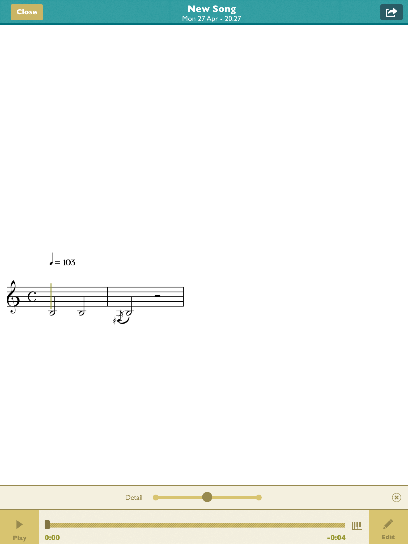 Close
New Song
Mon 27 Apr - 20:27
= 103
Detail
Play
0:00
-0:04
Edit